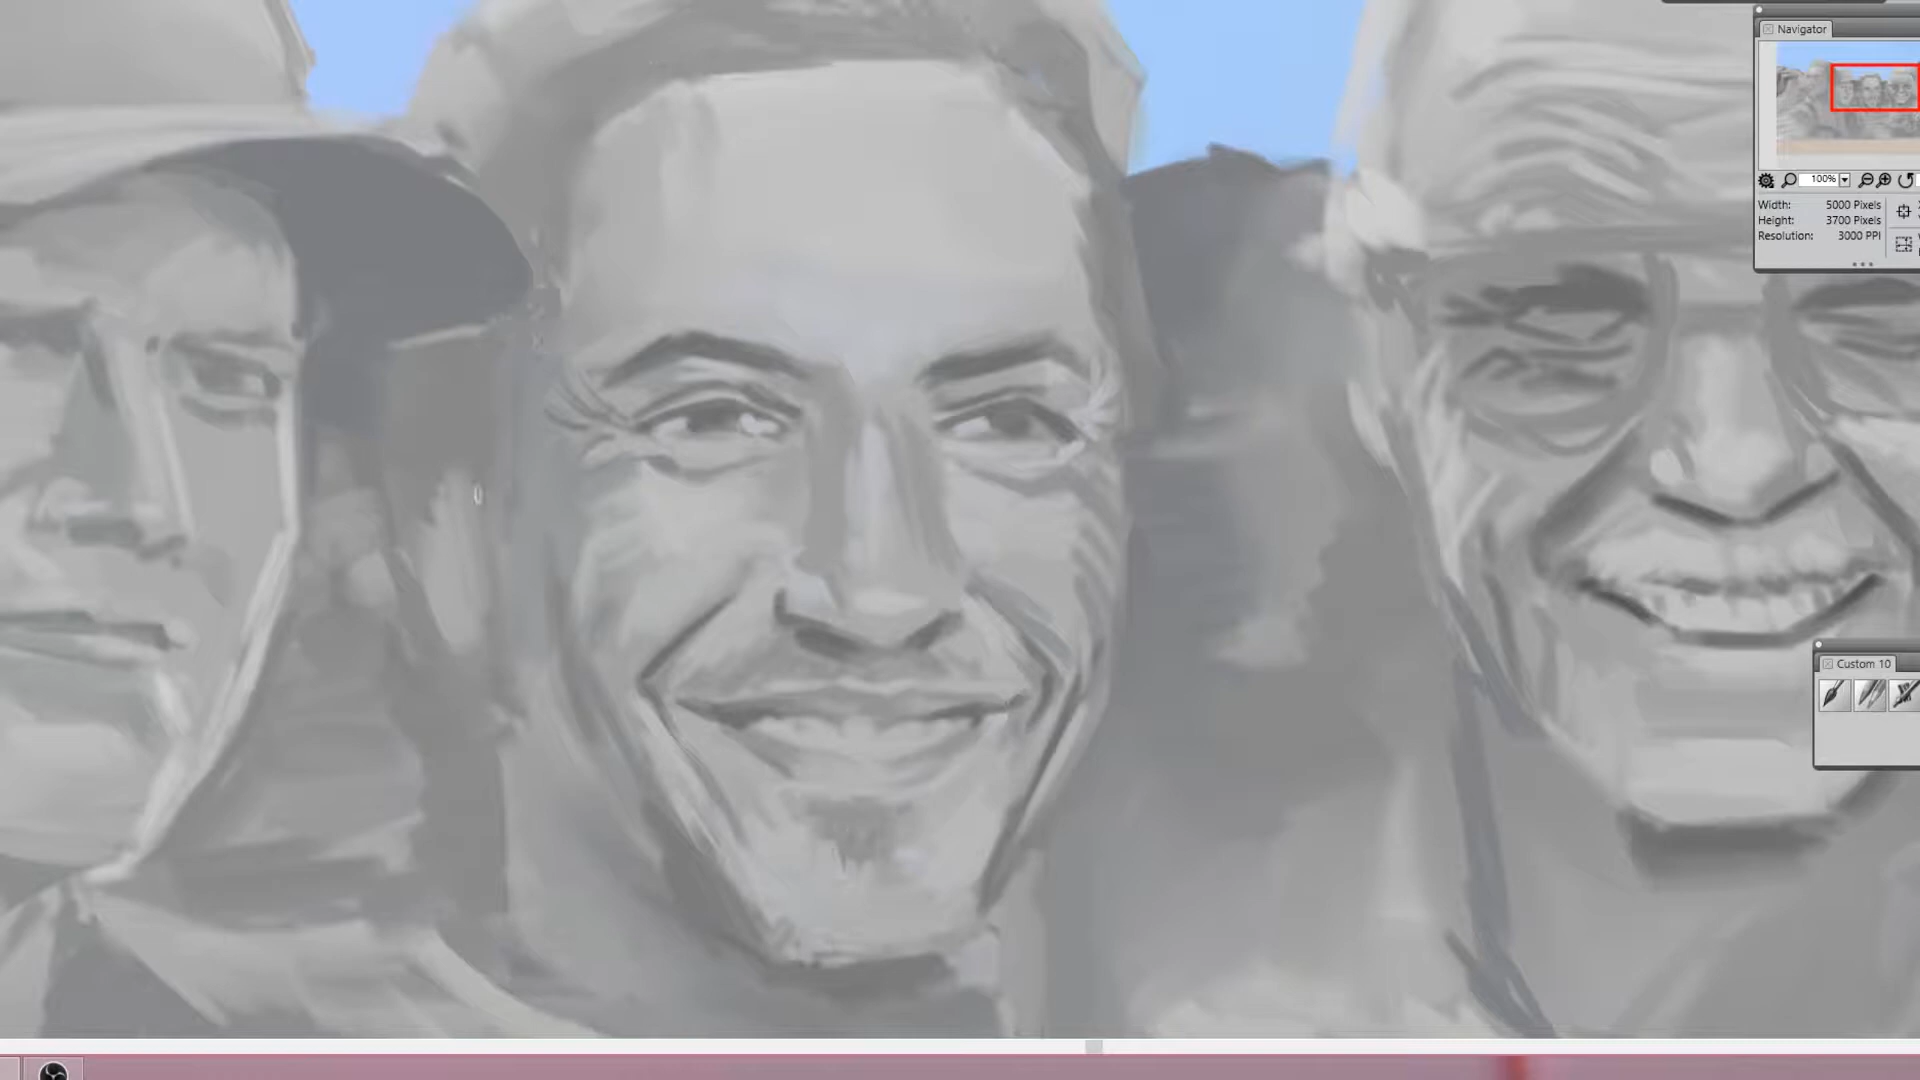 Navigator
100%
Width: 5000 Pixels
Height: 3700 Pixels
Resolution: 3000 PPI
Custom 10